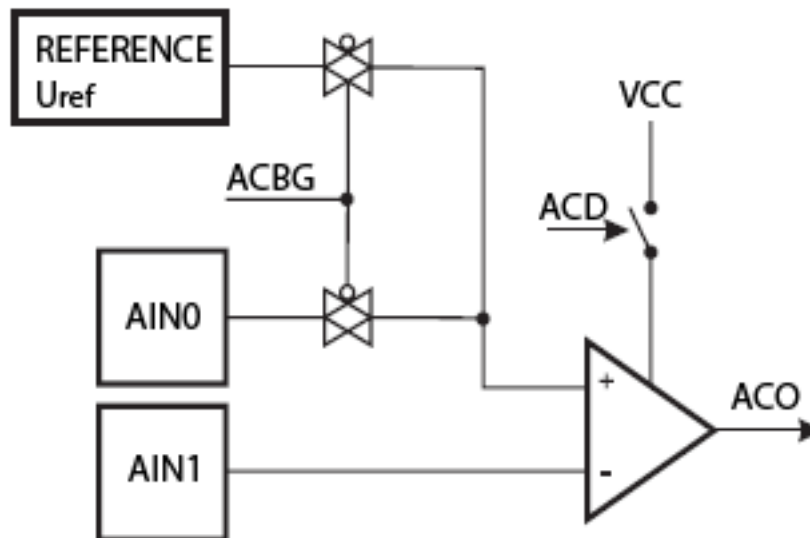 REFERENCE
Uref
VCC
ACBG
ACD
AIN0
+
ACO
AIN1
-